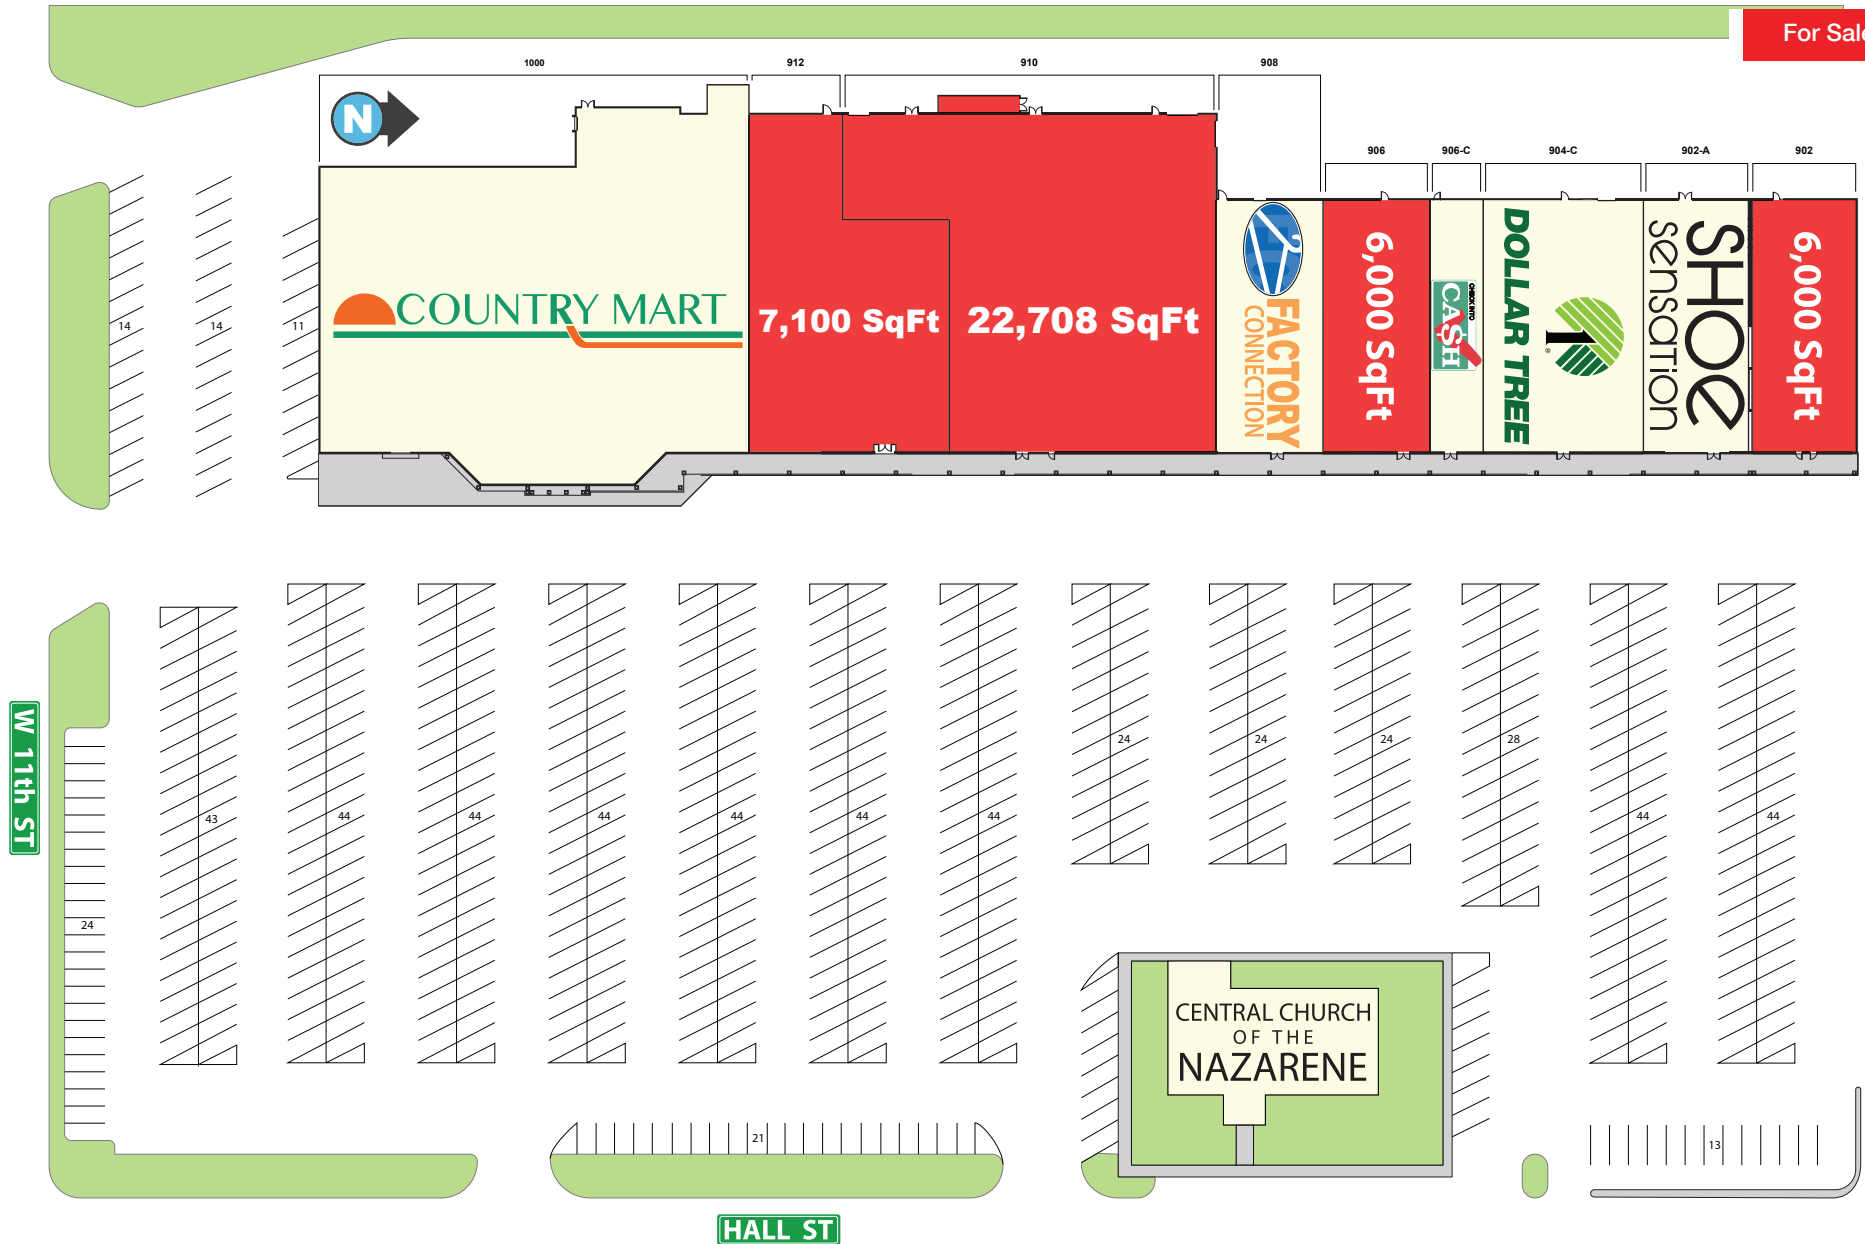 For Sale
1000
912
910
908
906
906-C
904-C
902-A
902
N
COUNTRY MART
7,100 SqFt
22,708 SqFt
FACTORY
CONNECTION
6,000 SqFt
CHECK INTO
CASH
DOLLAR TREE
1
®
SHOE
sensation
6,000 SqFt
14
14
11
24
24
24
28
43
44
44
44
44
44
44
44
44
24
W 11th ST
CENTRAL CHURCH
OF THE
NAZARENE
21
13
HALL ST